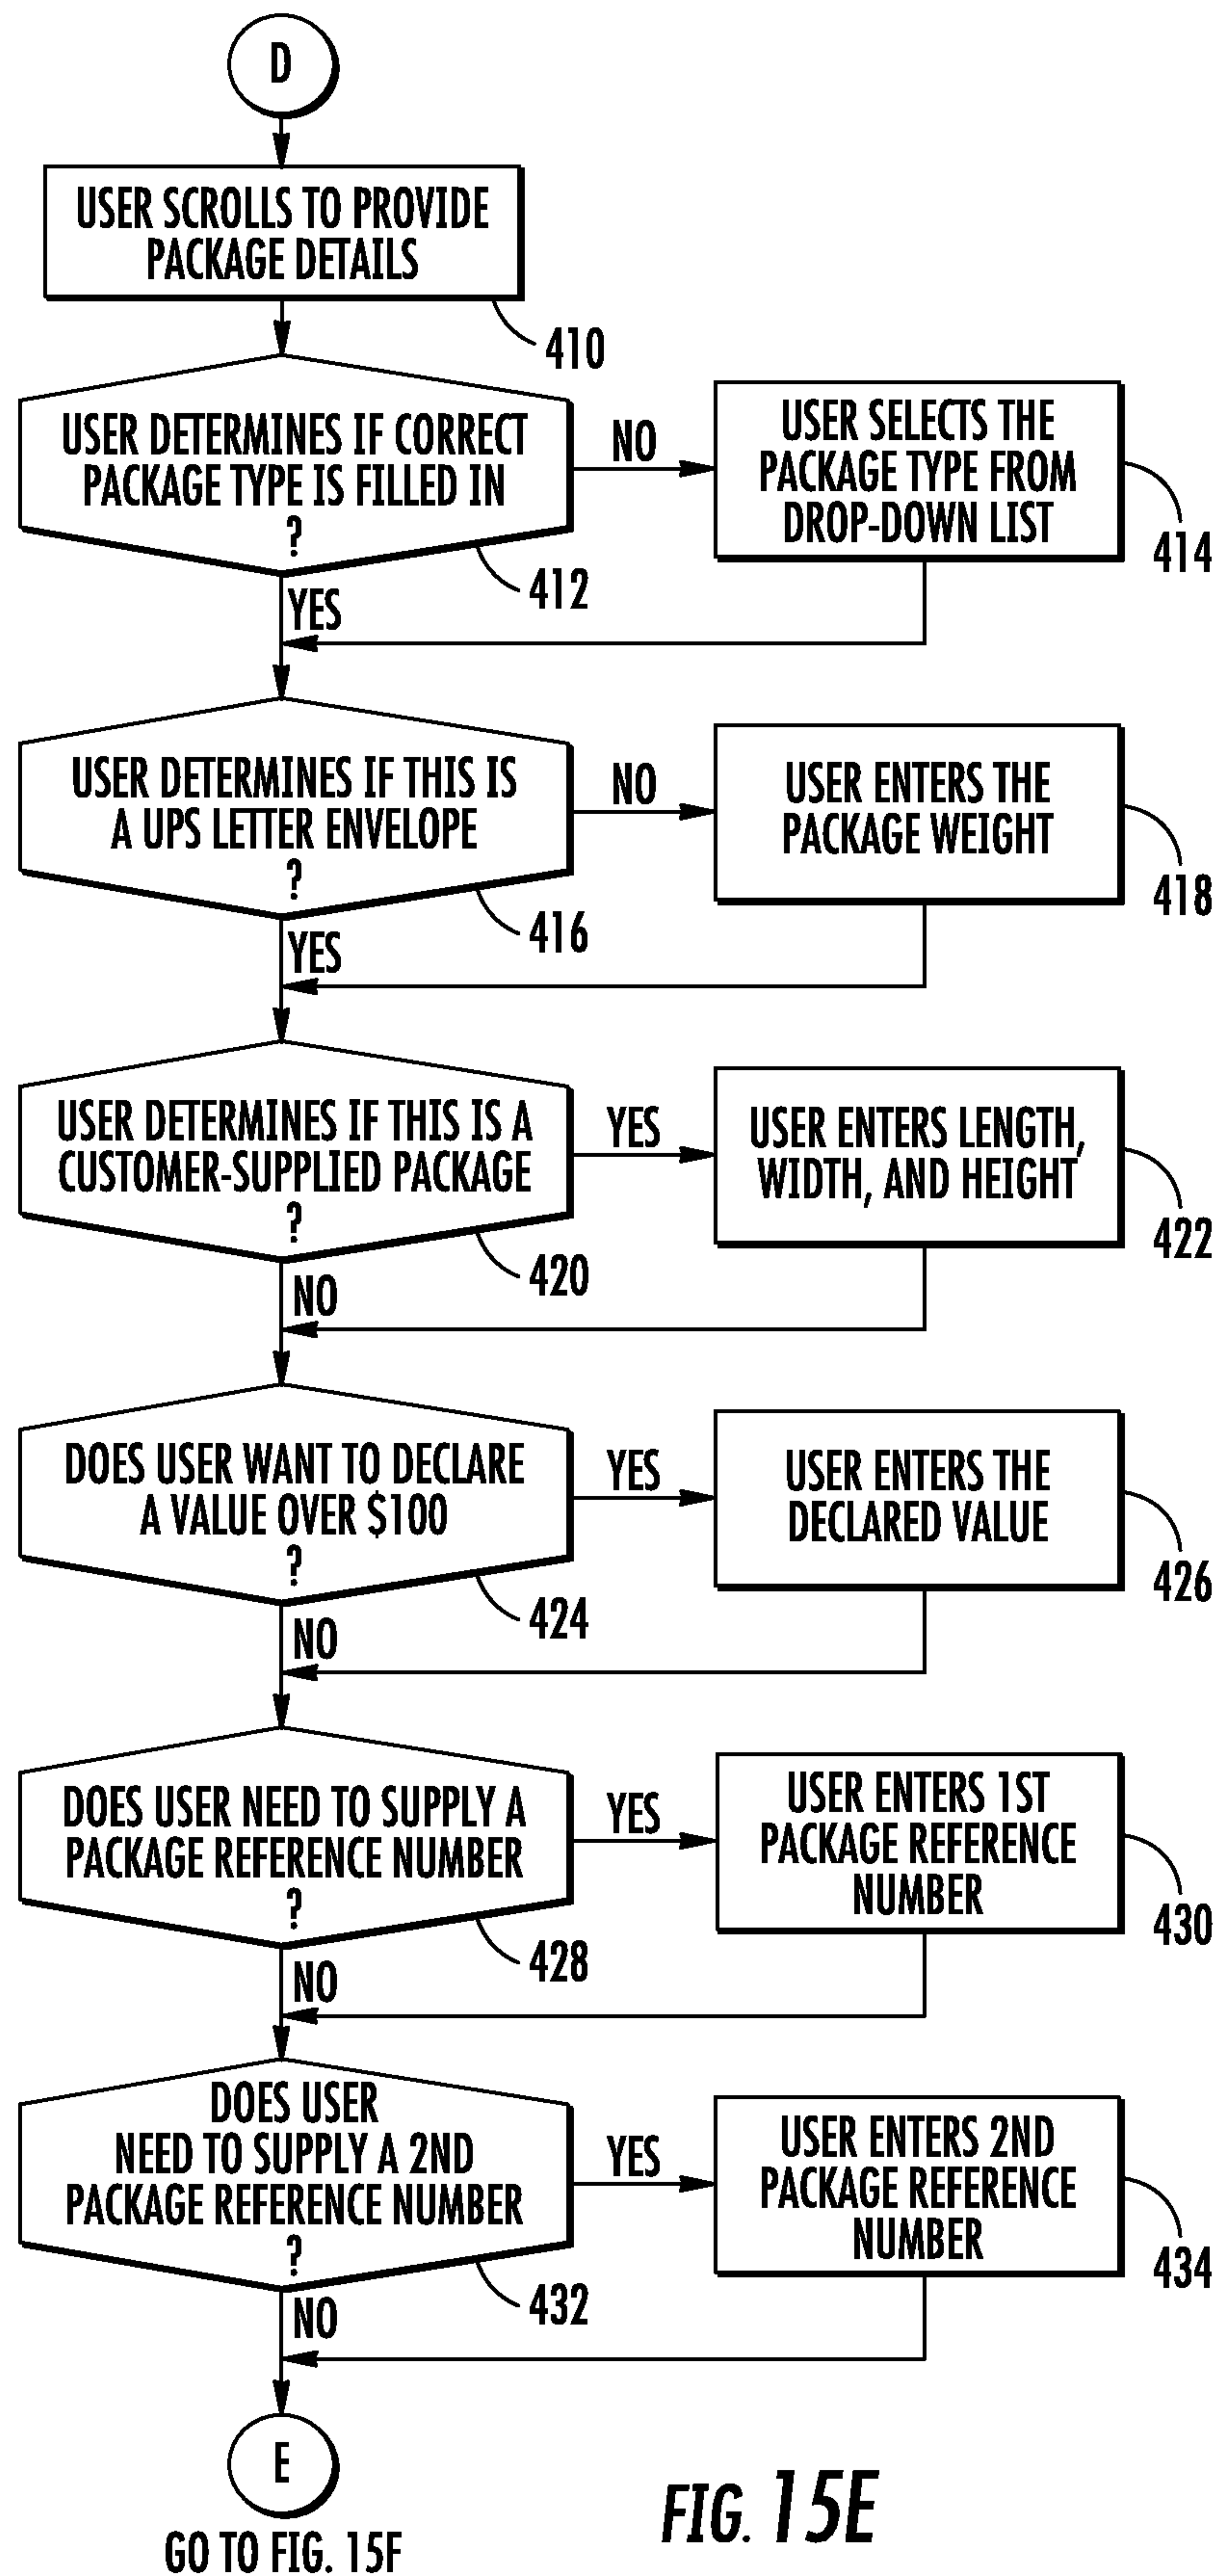 D
USER SCROLLS TO PROVIDE
PACKAGE DETAILS
410
USER DETERMINES IF CORRECT
PACKAGE TYPE IS FILLED IN
?
412
NO
USER SELECTS THE
PACKAGE TYPE FROM
DROP-DOWN LIST
414
YES
USER DETERMINES IF THIS IS
A UPS LETTER ENVELOPE
?
416
NO
USER ENTERS THE
PACKAGE WEIGHT
418
YES
USER DETERMINES IF THIS IS A
CUSTOMER-SUPPLIED PACKAGE
?
420
YES
USER ENTERS LENGTH,
WIDTH, AND HEIGHT
422
NO
DOES USER WANT TO DECLARE
A VALUE OVER $100
?
424
YES
USER ENTERS THE
DECLARED VALUE
426
NO
DOES USER NEED TO SUPPLY A
PACKAGE REFERENCE NUMBER
?
428
YES
USER ENTERS 1ST
PACKAGE REFERENCE
NUMBER
430
NO
DOES USER
NEED TO SUPPLY A 2ND
PACKAGE REFERENCE NUMBER
?
432
YES
USER ENTERS 2ND
PACKAGE REFERENCE
NUMBER
434
NO
E
GO TO FIG. 15F
FIG. 15E